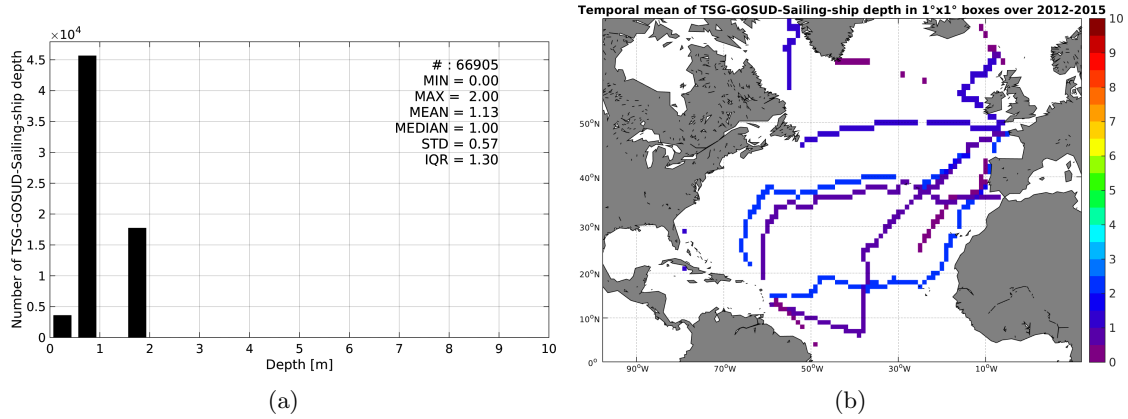 ×10⁴
Number of TSG-GOSUD-Sailing-ship depth
4.5
4
3.5
3
2.5
2
1.5
1
0.5
0
# : 66905
MIN = 0.00
MAX = 2.00
MEAN = 1.13
MEDIAN = 1.00
STD = 0.57
IQR = 1.30
0 1 2 3 4 5 6 7 8 9 10
Depth [m]
(a)
Temporal mean of TSG-GOSUD-Sailing-ship depth in 1°x1° boxes over 2012-2015
50°N
40°N
30°N
20°N
10°N
0°
90°W 70°W 50°W 30°W 10°W
10
9
8
7
6
5
4
3
2
1
0
(b)